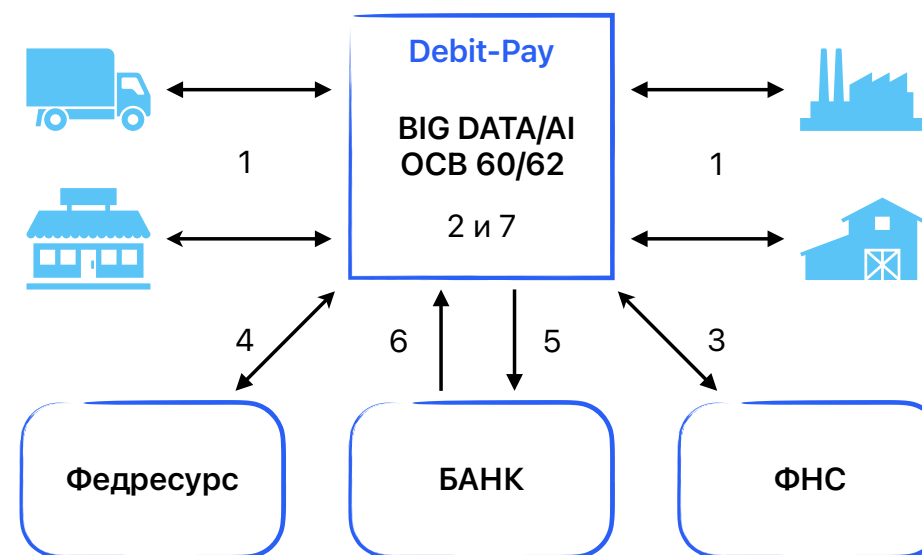 Debit-Pay
BIG DATA/AI
ОСВ 60/62
2 и 7
1
1
4
6
5
3
Федресурс
БАНК
ФНС